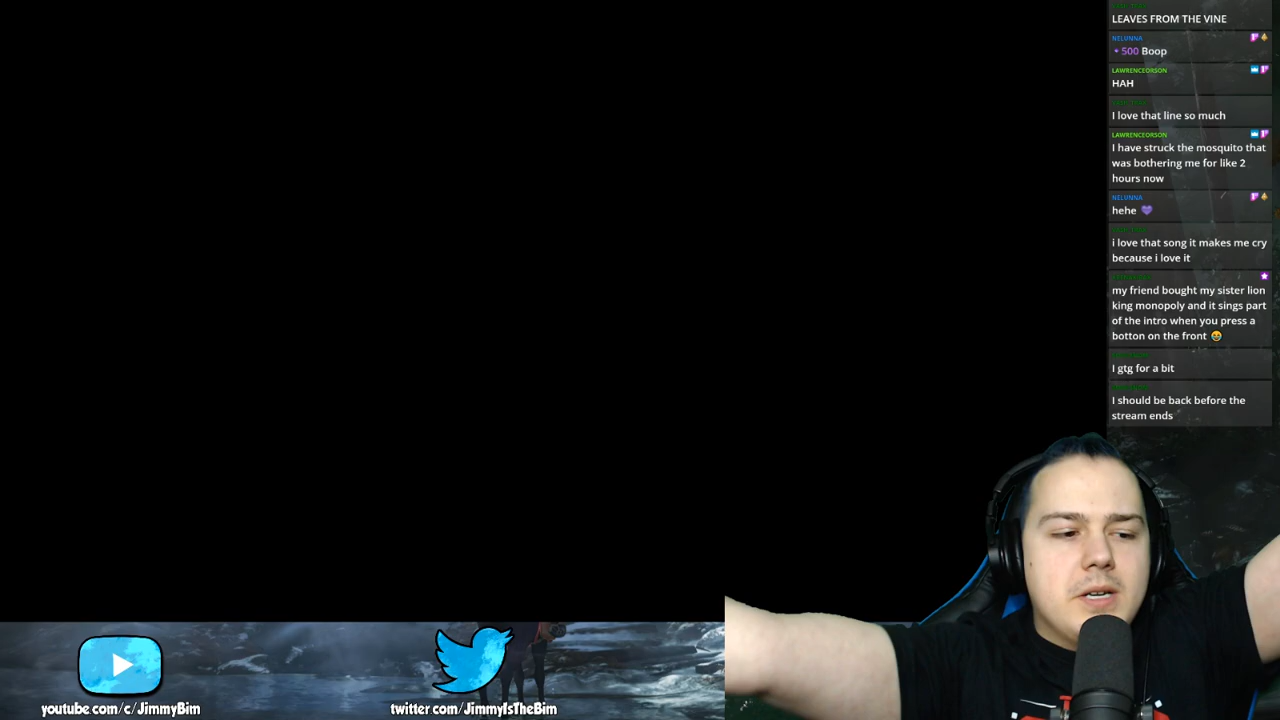 LEAVES FROM THE VINE
NELUNNA
500 Boop
LAWRENCEORSON
HAH
I love that line so much
LAWRENCEORSON
I have struck the mosquito that
was bothering me for like 2
hours now
NELUNNA
hehe 💜
i love that song it makes me cry
because i love it
my friend bought my sister lion
king monopoly and it sings part
of the intro when you press a
botton on the front 😂
I gtg for a bit
I should be back before the
stream ends
youtube.com/c/JimmyBim
twitter.com/JimmyIsTheBim